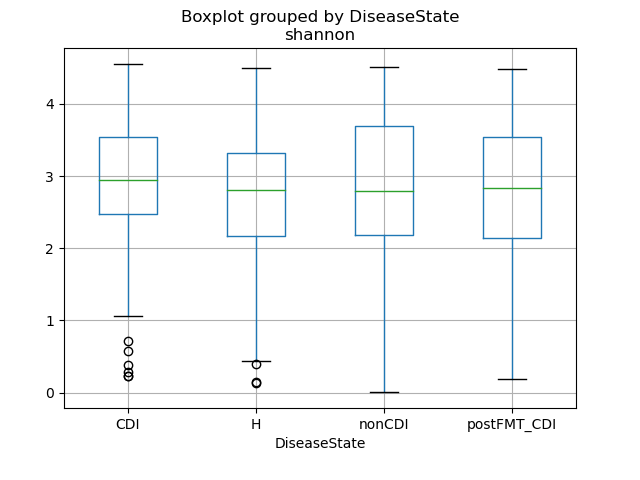 Boxplot grouped by DiseaseState
shannon
4
3
2
1
0
CDI
H
nonCDI
postFMT_CDI
DiseaseState